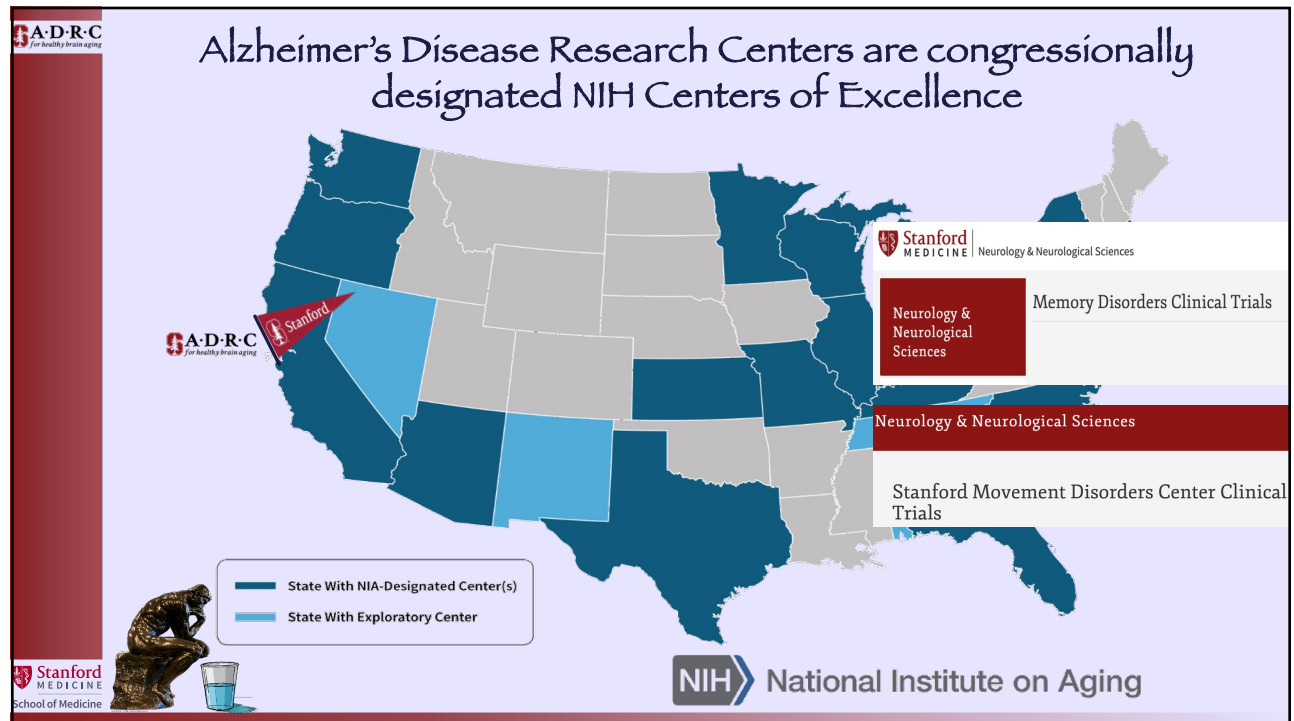 A·D·R·C
for healthy brain aging
Alzheimer's Disease Research Centers are congressionally
designated NIH Centers of Excellence
Stanford
MEDICINE
Neurology & Neurological Sciences
Neurology &
Neurological
Sciences
Memory Disorders Clinical Trials
Stanford
A·D·R·C
for healthy brain aging
Neurology & Neurological Sciences
Stanford Movement Disorders Center Clinical
Trials
State With NIA-Designated Center(s)
State With Exploratory Center
Stanford
MEDICINE
School of Medicine
NIH National Institute on Aging